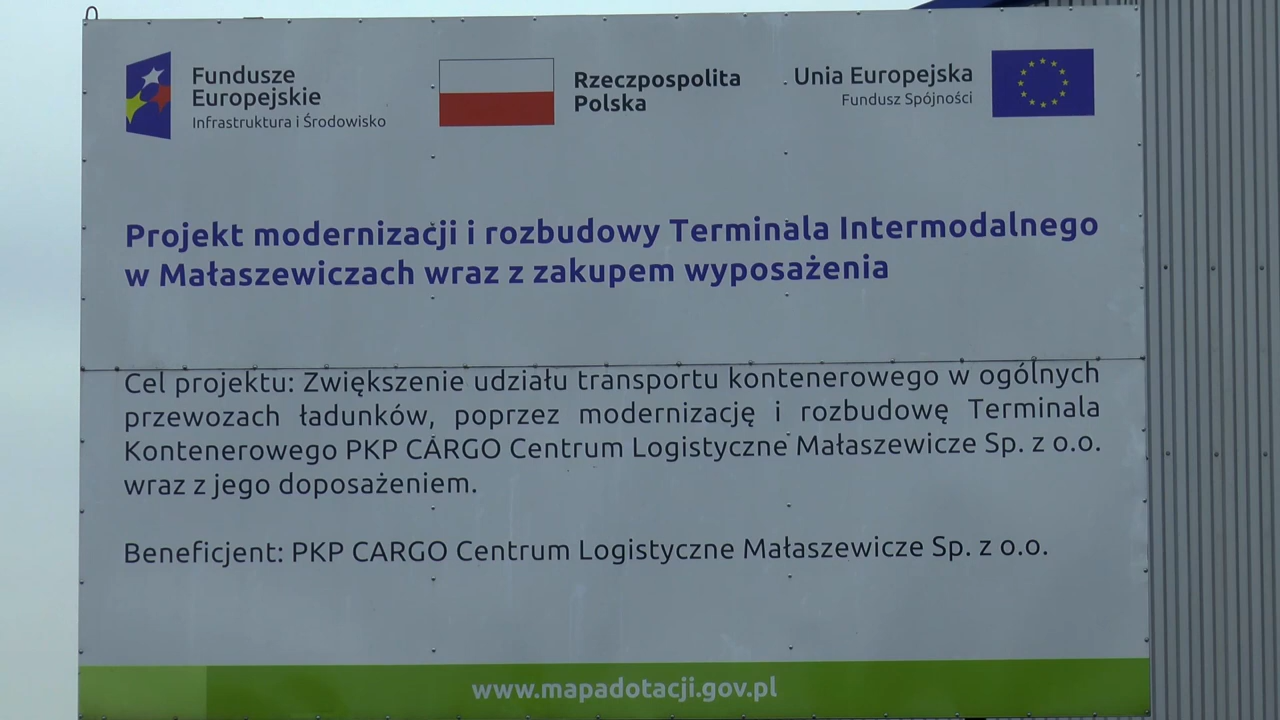 Fundusze
Europejskie
Infrastruktura i Środowisko
Rzeczpospolita
Polska
Unia Europejska
Fundusz Spójności
Projekt modernizacji i rozbudowy Terminala Intermodalnego
w Małaszewiczach wraz z zakupem wyposażenia
Cel projektu: Zwiększenie udziału transportu kontenerowego w ogólnych
przewozach ładunków, poprzez modernizację i rozbudowę Terminala
Kontenerowego PKP CARGO Centrum Logistyczne Małaszewicze Sp. z o.o.
wraz z jego doposażeniem.
Beneficjent: PKP CARGO Centrum Logistyczne Małaszewicze Sp. z o.o.
www.mapadotacji.gov.pl